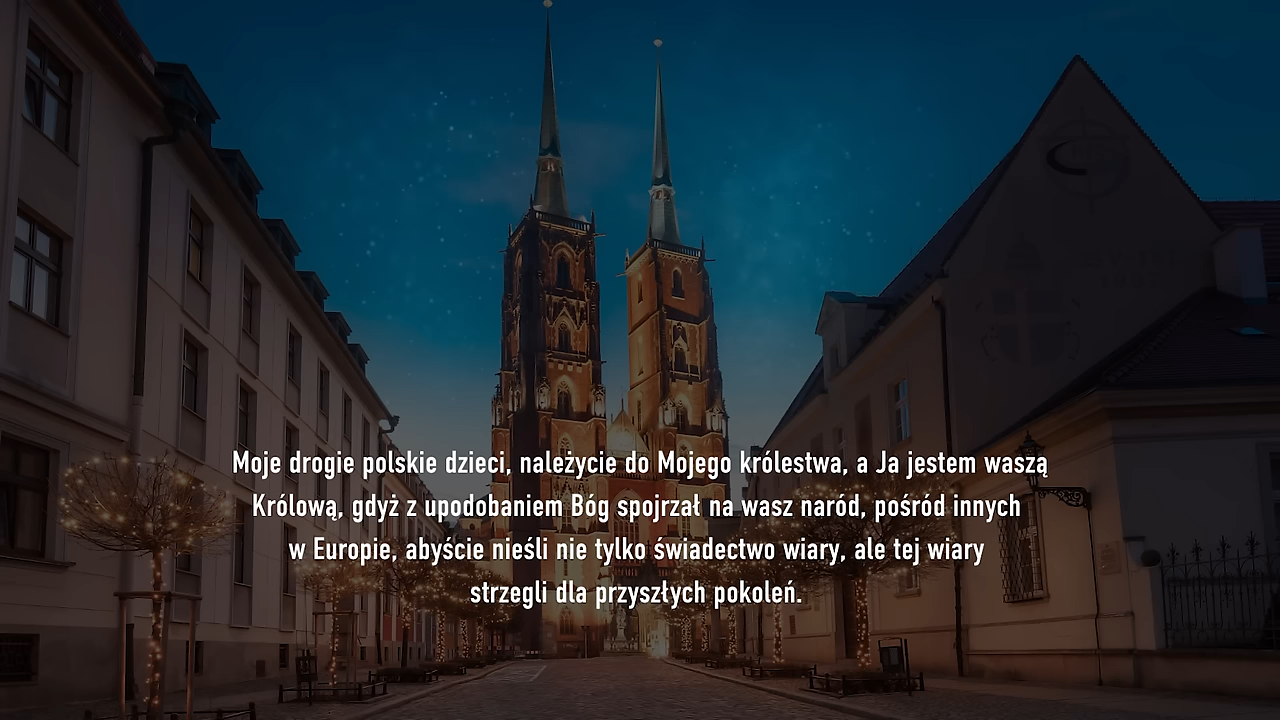 Moje drogie polskie dzieci, należycie do Mojego królestwa, a Ja jestem waszą
Królową, gdyż z upodobaniem Bóg spojrzał na wasz naród, pośród innych
w Europie, abyście nieśli nie tylko świadectwo wiary, ale tej wiary
strzegli dla przyszłych pokoleń.